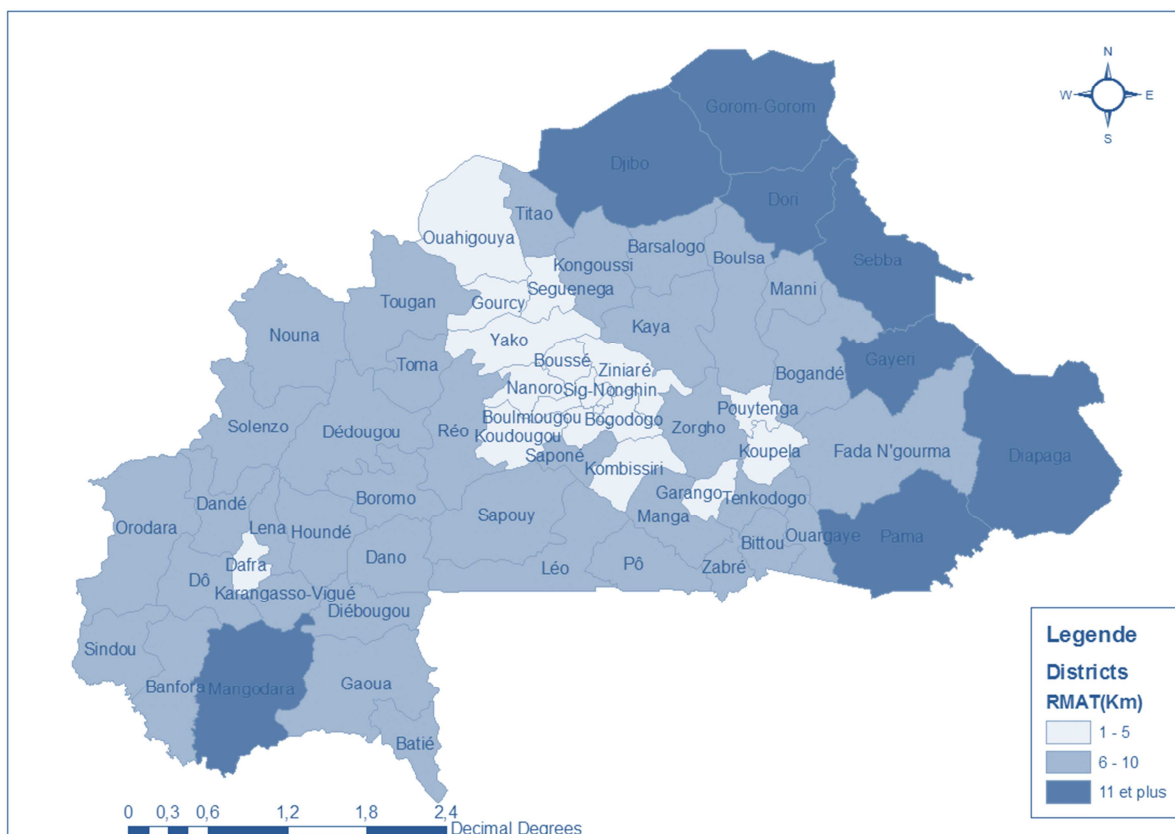 N
W E
S
Gorom-Gorom
Djibo
Dori
Titao
Ouahigouya
Barsalogo
Boulsa
Kongoussi
Sebba
Seguenega
Manni
Gourcy
Tougan
Kaya
Nouna
Yako
Boussé
Ziniaré
Gayeri
Toma
Bogandé
Nanoro
Sig-Nonghin
Pouytenga
Boulmiougou
Bogodogo
Solenzo
Dédougou
Réo
Koudougou
Zorgho
Koupela
Fada N'gourma
Saponé
Kombissiri
Diapaga
Dandé
Boromo
Garango
Tenkodogo
Orodara
Lena
Houndé
Sapouy
Manga
Ouargaye
Pama
Bittou
Dafra
Dano
Dô
Léo
Pô
Zabré
Karangasso-Vigué
Diébougou
Sindou
Banfora
Mangodara
Gaoua
Batié
Legende
Districts
RMAT(Km)
1 - 5
6 - 10
11 et plus
0 0,3 0,6 1,2 1,8 2,4
Decimal Degrees